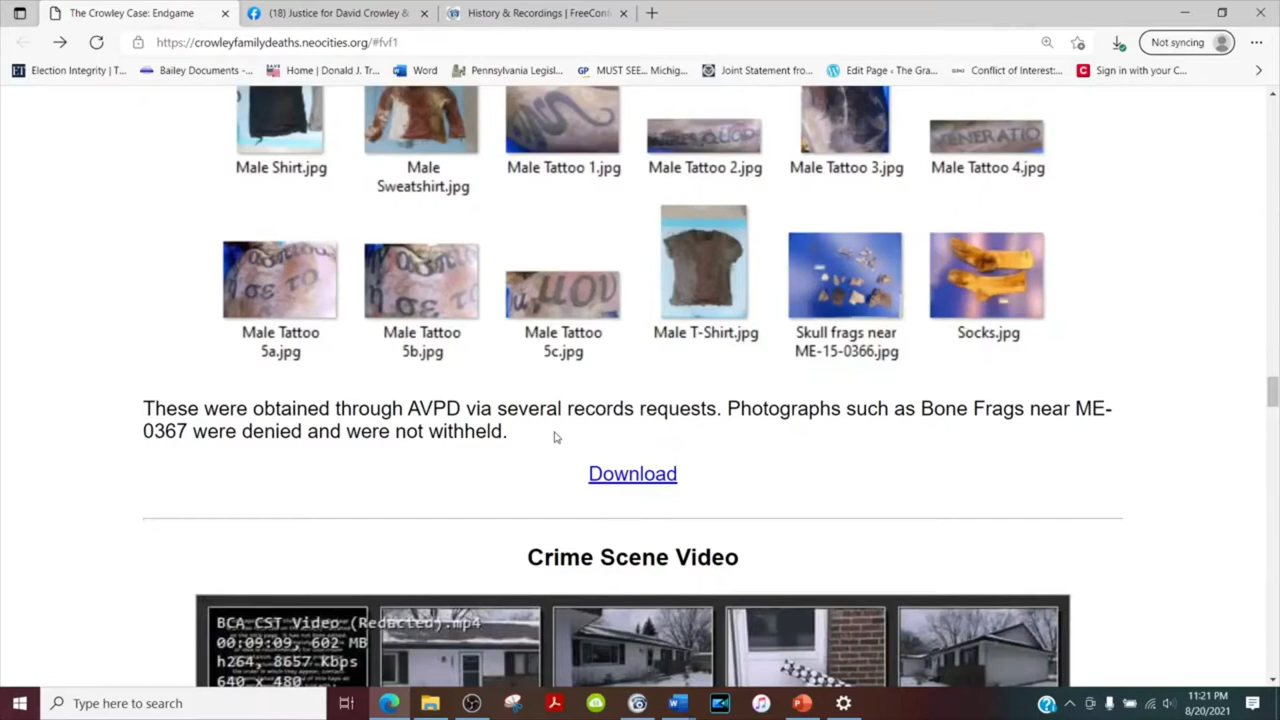 The Crowley Case: Endgame
(18) Justice for David Crowley &
History & Recordings | FreeConf
https://crowleyfamilydeaths.neocities.org/#fvf1
Not syncing
Election Integrity | T...
Bailey Documents -...
Home | Donald J. Tr...
Word
Pennsylvania Legisl...
MUST SEE... Michig...
Joint Statement fro...
Edit Page ‹ The Gra...
Conflict of Interest:...
Sign in with your C...
Male Shirt.jpg
Male
Sweatshirt.jpg
Male Tattoo 1.jpg
Male Tattoo 2.jpg
Male Tattoo 3.jpg
ENERATIO
Male Tattoo 4.jpg
σε το
Male Tattoo
5a.jpg
σε το
Male Tattoo
5b.jpg
μου
Male Tattoo
5c.jpg
Male T-Shirt.jpg
Skull frags near
ME-15-0366.jpg
Socks.jpg
These were obtained through AVPD via several records requests. Photographs such as Bone Frags near ME-
0367 were denied and were not withheld.
Download
Crime Scene Video
BCA CST Video (Redacted).mp4
00:09:09, 602 MB
h264, 8657 Kbps
640 x 480
Type here to search
11:21 PM
8/20/2021